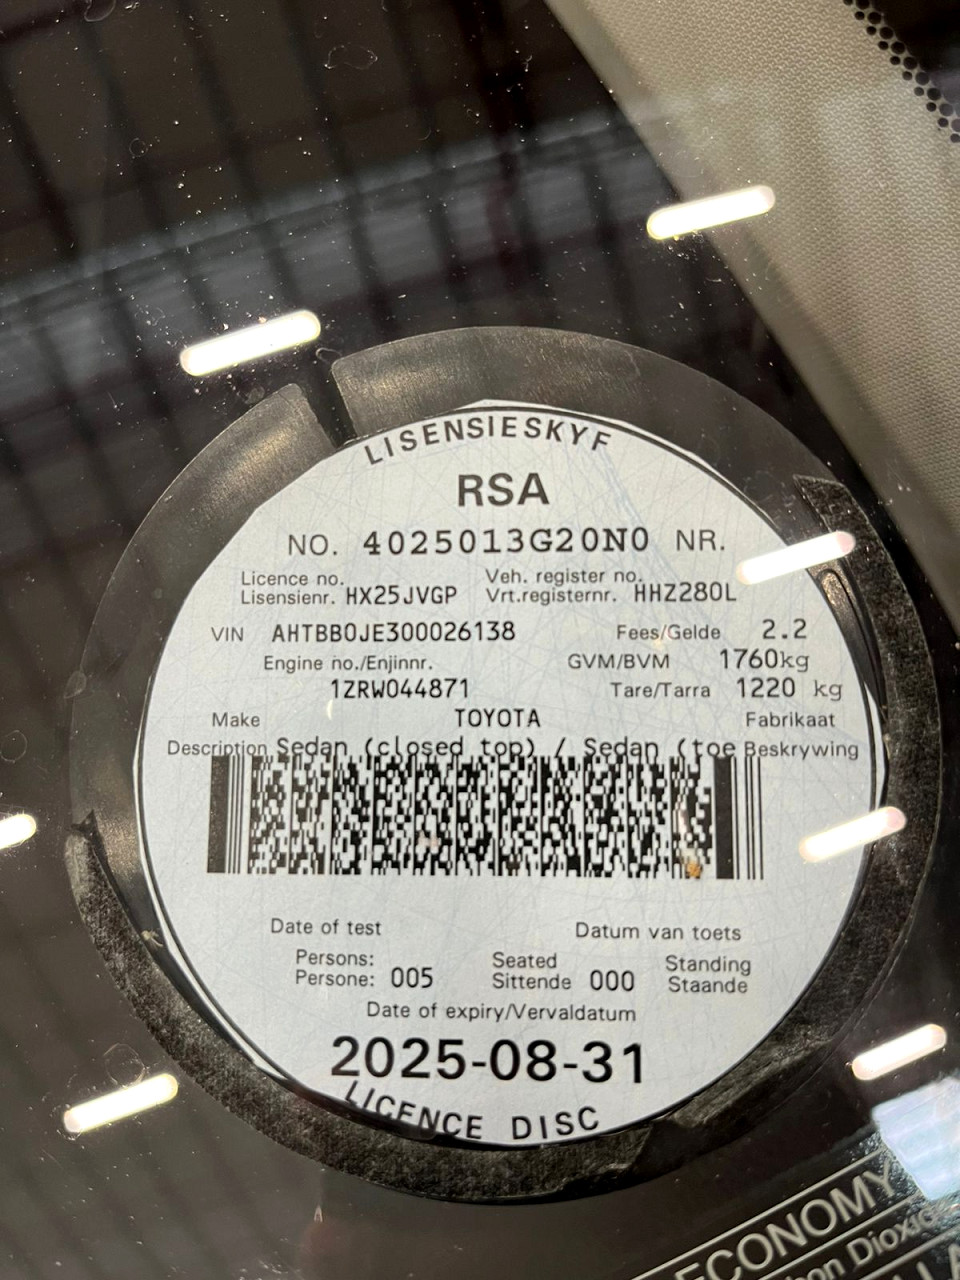 LISENSIESKYF
RSA
NO. 4025013G20N0 NR.
Licence no. Veh. register no.
Lisensienr. HX25JVGP Vrt.registernr. HHZ280L
VIN AHTBB0JE300026138 Fees/Gelde 2.2
Engine no./Enjinnr. GVM/BVM 1760kg
1ZRW044871 Tare/Tarra 1220 kg
Make TOYOTA Fabrikaat
Description Sedan (closed top) / Sedan (toe Beskrywing
Date of test Datum van toets
Persons: Seated Standing
Persone: 005 Sittende 000 Staande
Date of expiry/Vervaldatum
2025-08-31
LICENCE DISC
ECONOMY